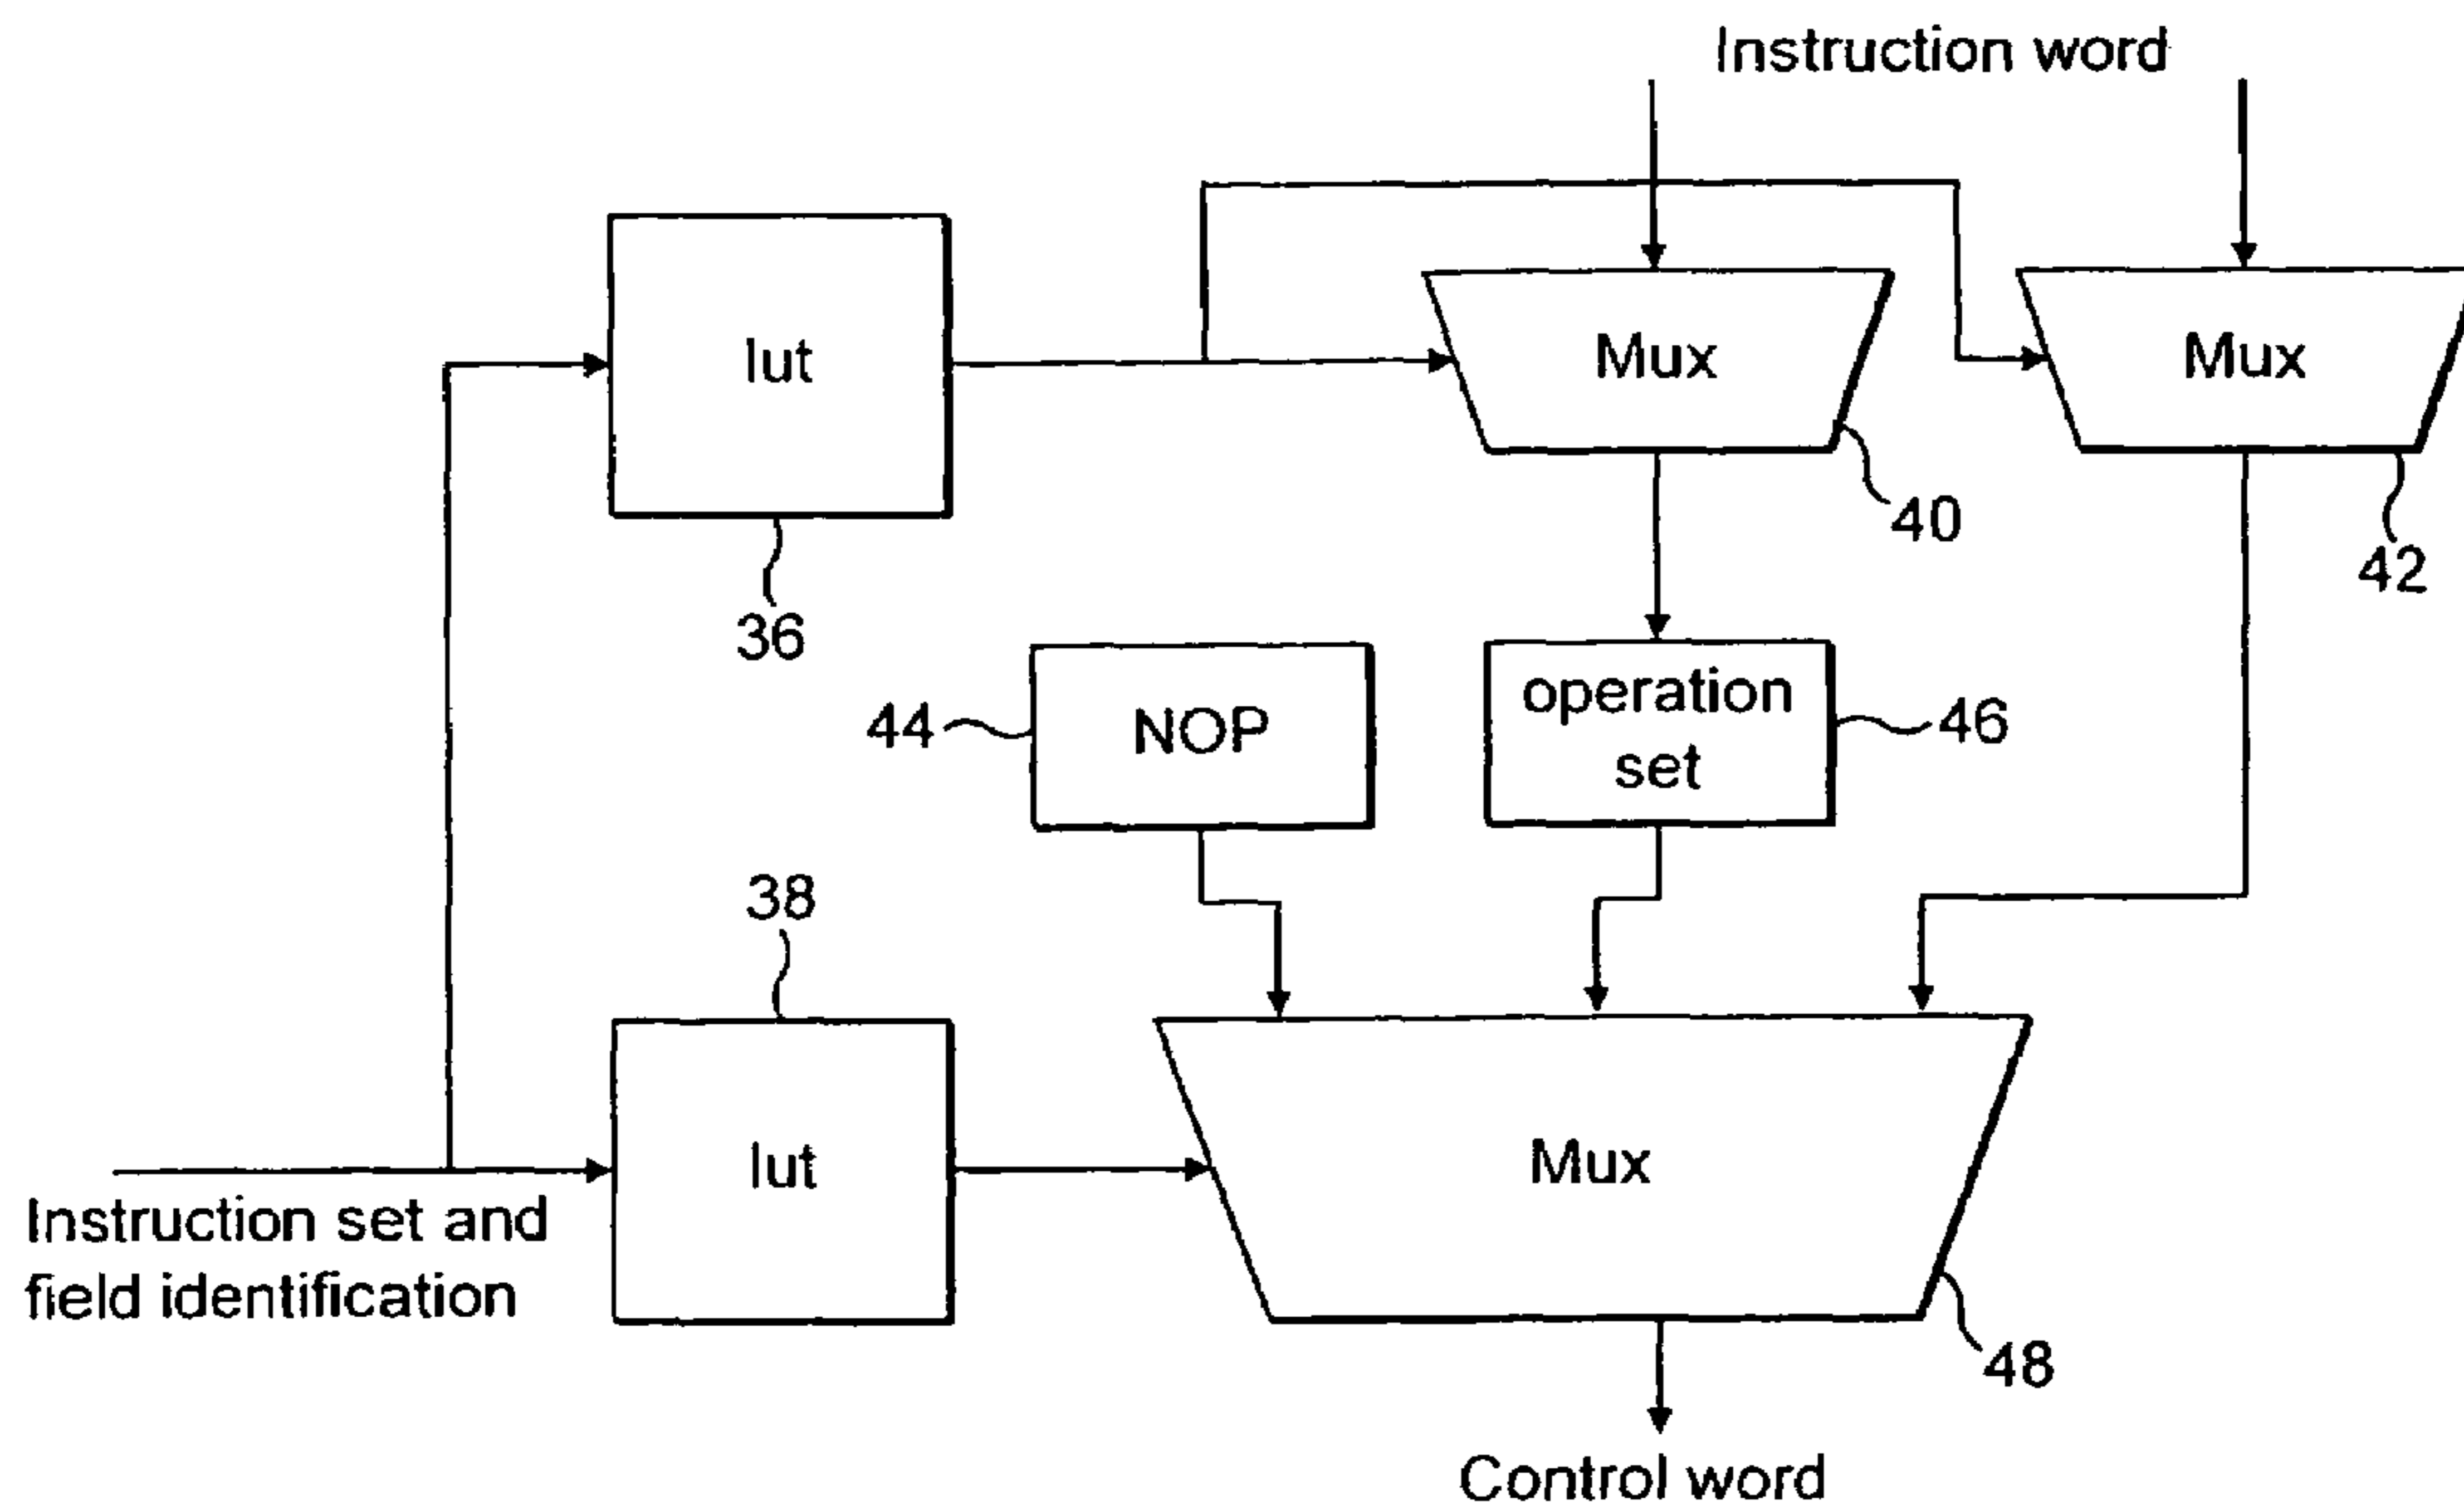 Instruction word
lut
Mux
Mux
40
42
36
NOP
operation
set
44
46
38
lut
Mux
Instruction set and
field identification
48
Control word